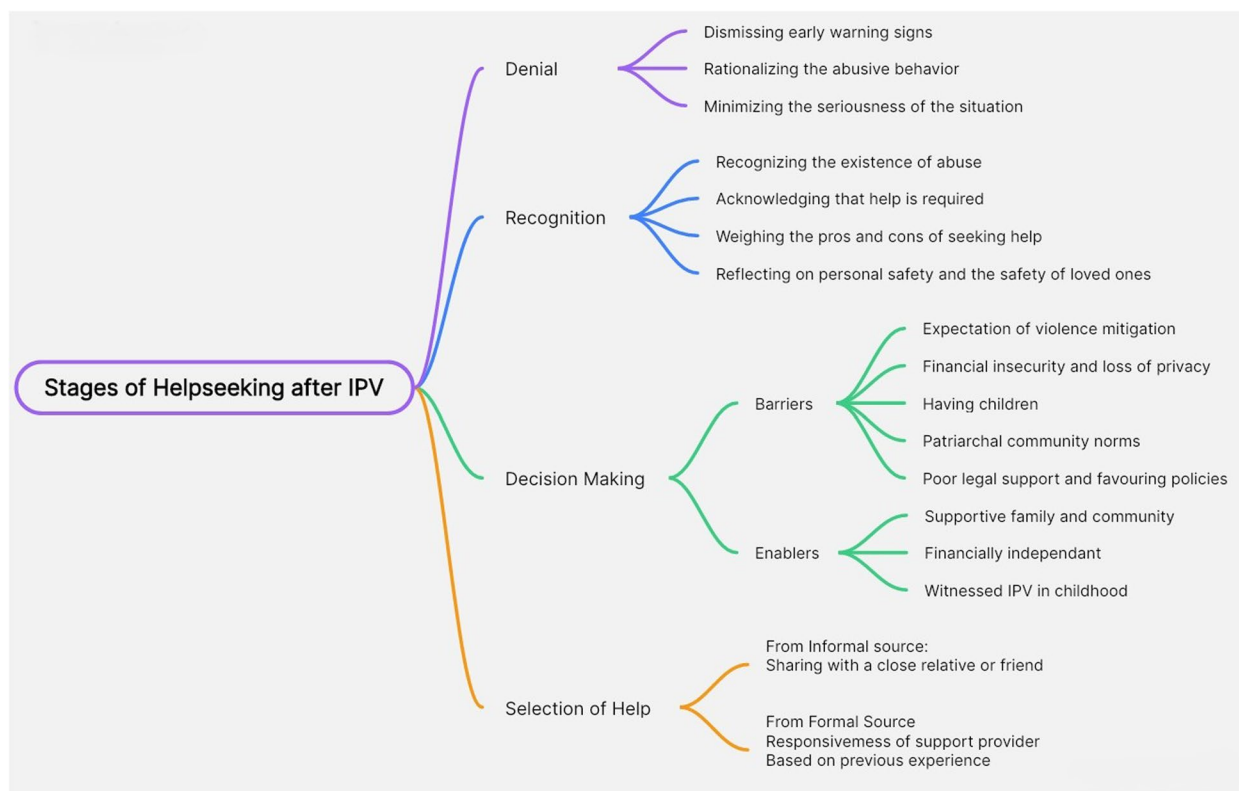 Stages of Helpseeking after IPV
Denial
Dismissing early warning signs
Rationalizing the abusive behavior
Minimizing the seriousness of the situation
Recognition
Recognizing the existence of abuse
Acknowledging that help is required
Weighing the pros and cons of seeking help
Reflecting on personal safety and the safety of loved ones
Decision Making
Barriers
Expectation of violence mitigation
Financial insecurity and loss of privacy
Having children
Patriarchal community norms
Poor legal support and favouring policies
Enablers
Supportive family and community
Financially independant
Witnessed IPV in childhood
Selection of Help
From Informal source:
Sharing with a close relative or friend
From Formal Source
Responsivemess of support provider
Based on previous experience